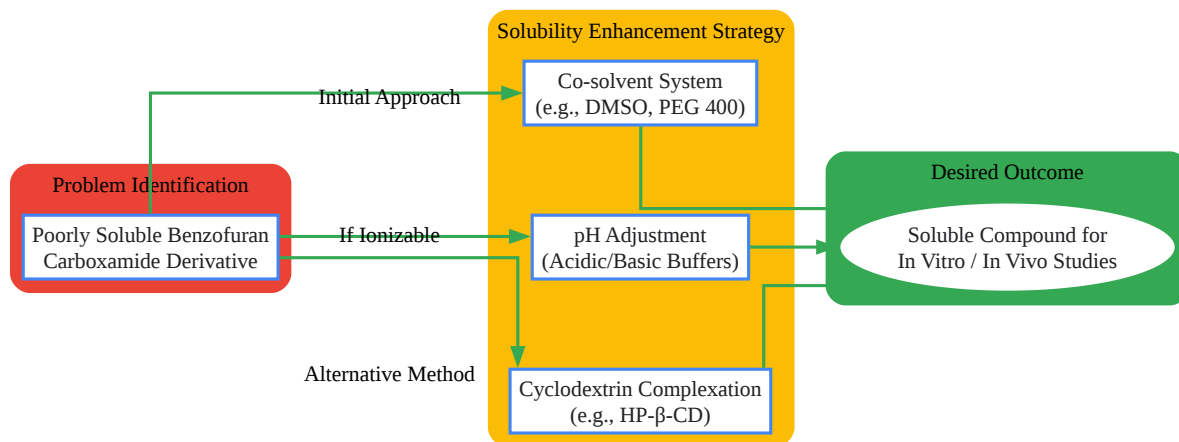 Solubility Enhancement Strategy
Co-solvent System
(e.g., DMSO, PEG 400)
Initial Approach
Problem Identification
Poorly Soluble Benzofuran
Carboxamide Derivative
If Ionizable
pH Adjustment
(Acidic/Basic Buffers)
Desired Outcome
Soluble Compound for
In Vitro / In Vivo Studies
Alternative Method
Cyclodextrin Complexation
(e.g., HP-β-CD)